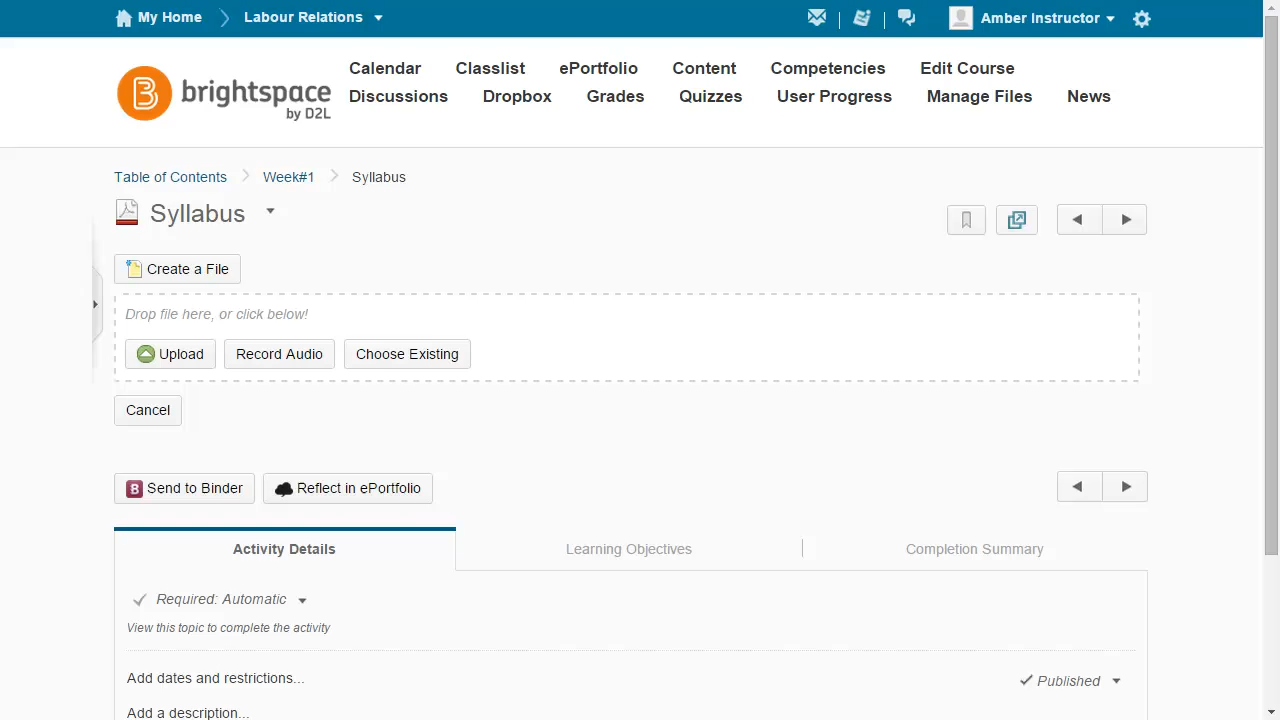 My Home Labour Relations Amber Instructor
Calendar Classlist ePortfolio Content Competencies Edit Course
brightspace
by D2L
Discussions Dropbox Grades Quizzes User Progress Manage Files News
Table of Contents Week#1 Syllabus
Syllabus
Create a File
Drop file here, or click below!
Upload Record Audio Choose Existing
Cancel
Send to Binder Reflect in ePortfolio
Activity Details Learning Objectives Completion Summary
Required: Automatic
View this topic to complete the activity
Add dates and restrictions... Published
Add a description...